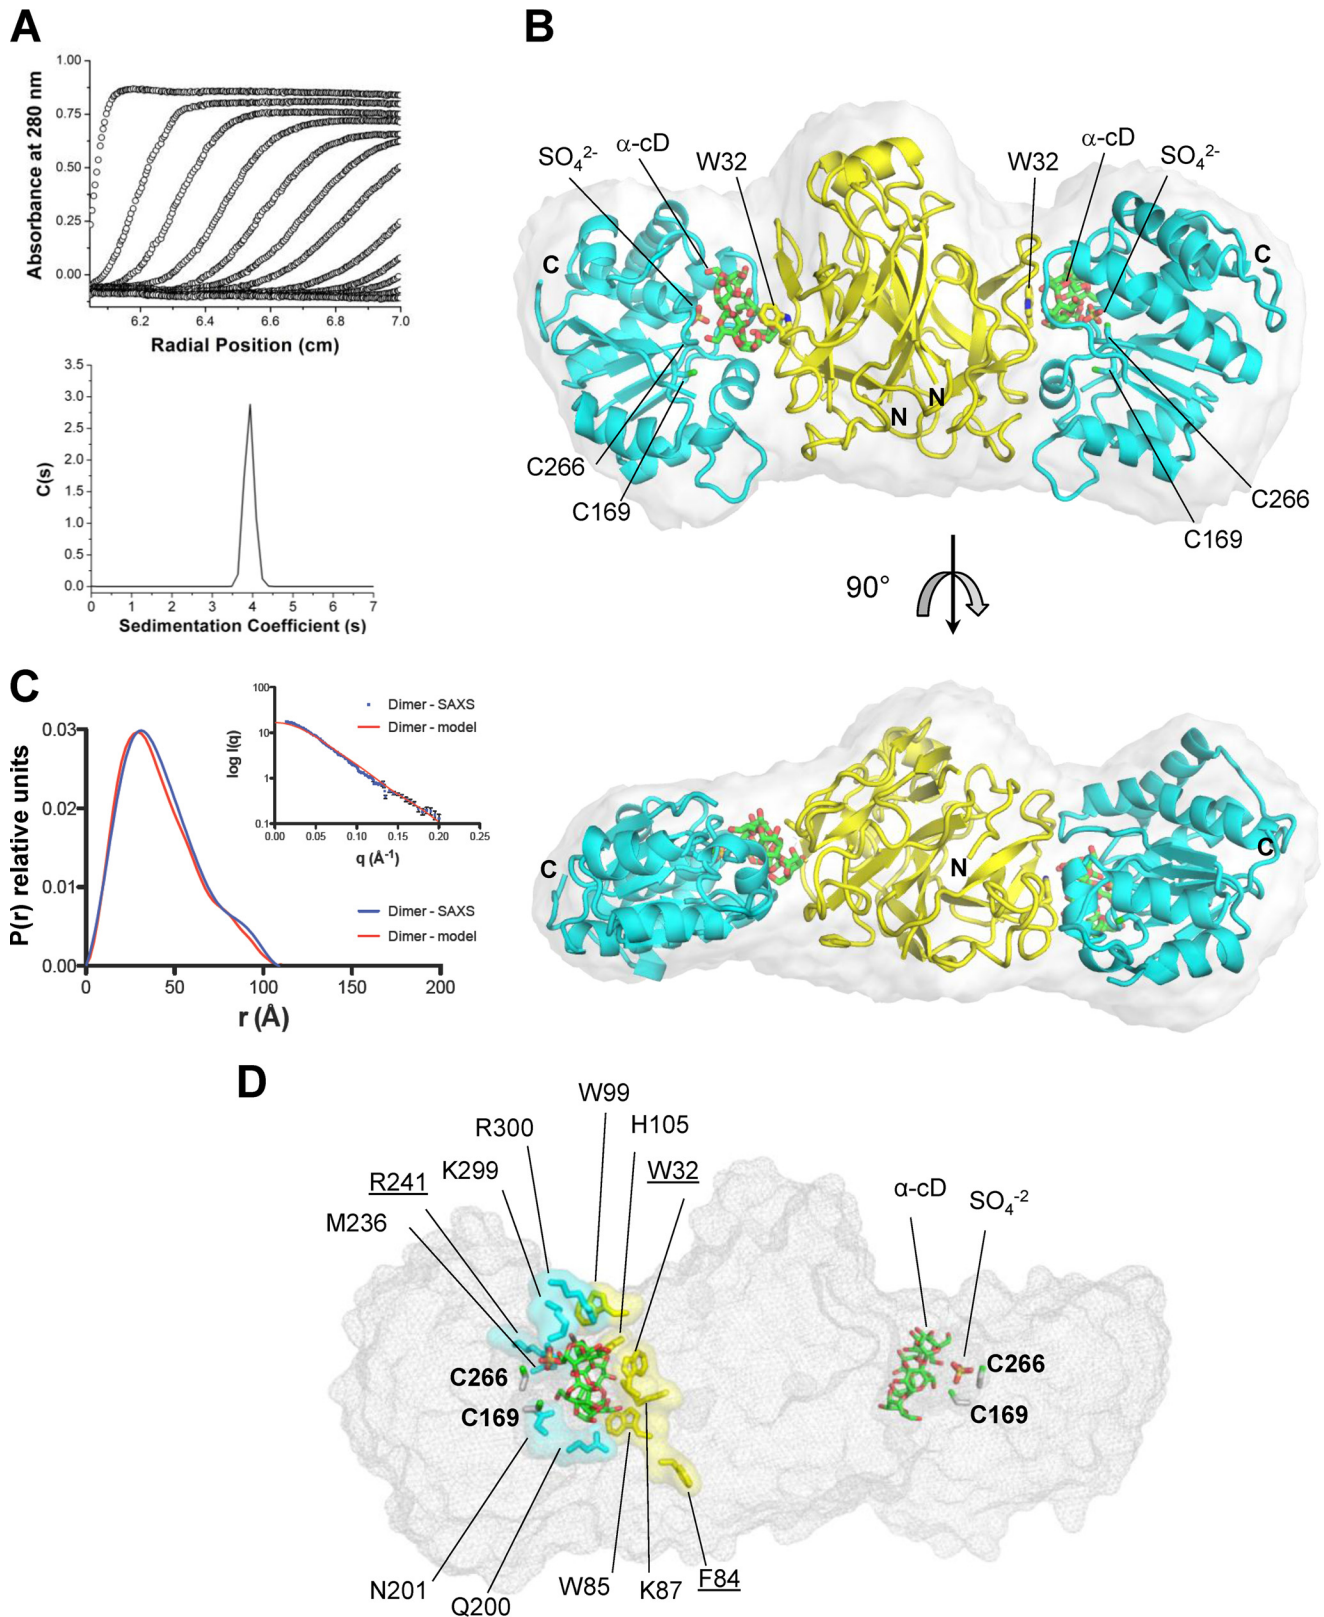 A
1.00
0.75
0.50
0.25
0.00
Absorbance at 280 nm
6.2 6.4 6.6 6.8 7.0
Radial Position (cm)
3.5
3.0
2.5
2.0
1.5
1.0
0.5
0.0
C(s)
0 1 2 3 4 5 6 7
Sedimentation Coefficient (s)
B
SO₄²⁻
α-cD
W32
W32
α-cD
SO₄²⁻
C
C
N
N
C266
C169
C266
C169
90°
C
N
C
C
0.03
0.02
0.01
0.00
P(r) relative units
0 50 100 150 200
r (Å)
100
10
1
0.1
log I(q)
0.00 0.05 0.10 0.15 0.20 0.25
q (Å⁻¹)
Dimer - SAXS
Dimer - model
Dimer - SAXS
Dimer - model
D
W99
R300
H105
R241
K299
W32
M236
α-cD
SO₄⁻²
C266
C169
C266
C169
N201
Q200
W85
K87
F84